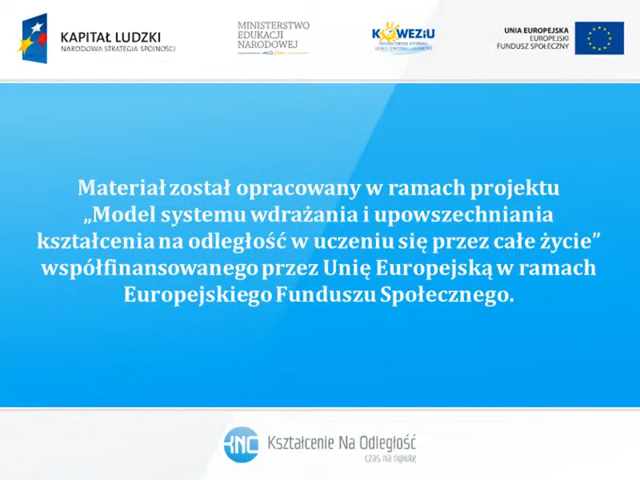 KAPITAŁ LUDZKI
NARODOWA STRATEGIA SPÓJNOŚCI
MINISTERSTWO
EDUKACJI
NARODOWEJ
KOWEZiU
UNIA EUROPEJSKA
EUROPEJSKI
FUNDUSZ SPOŁECZNY
Materiał został opracowany w ramach projektu
„Model systemu wdrażania i upowszechniania
kształcenia na odległość w uczeniu się przez całe życie”
współfinansowanego przez Unię Europejską w ramach
Europejskiego Funduszu Społecznego.
KNO Kształcenie Na Odległość
czas na naukę